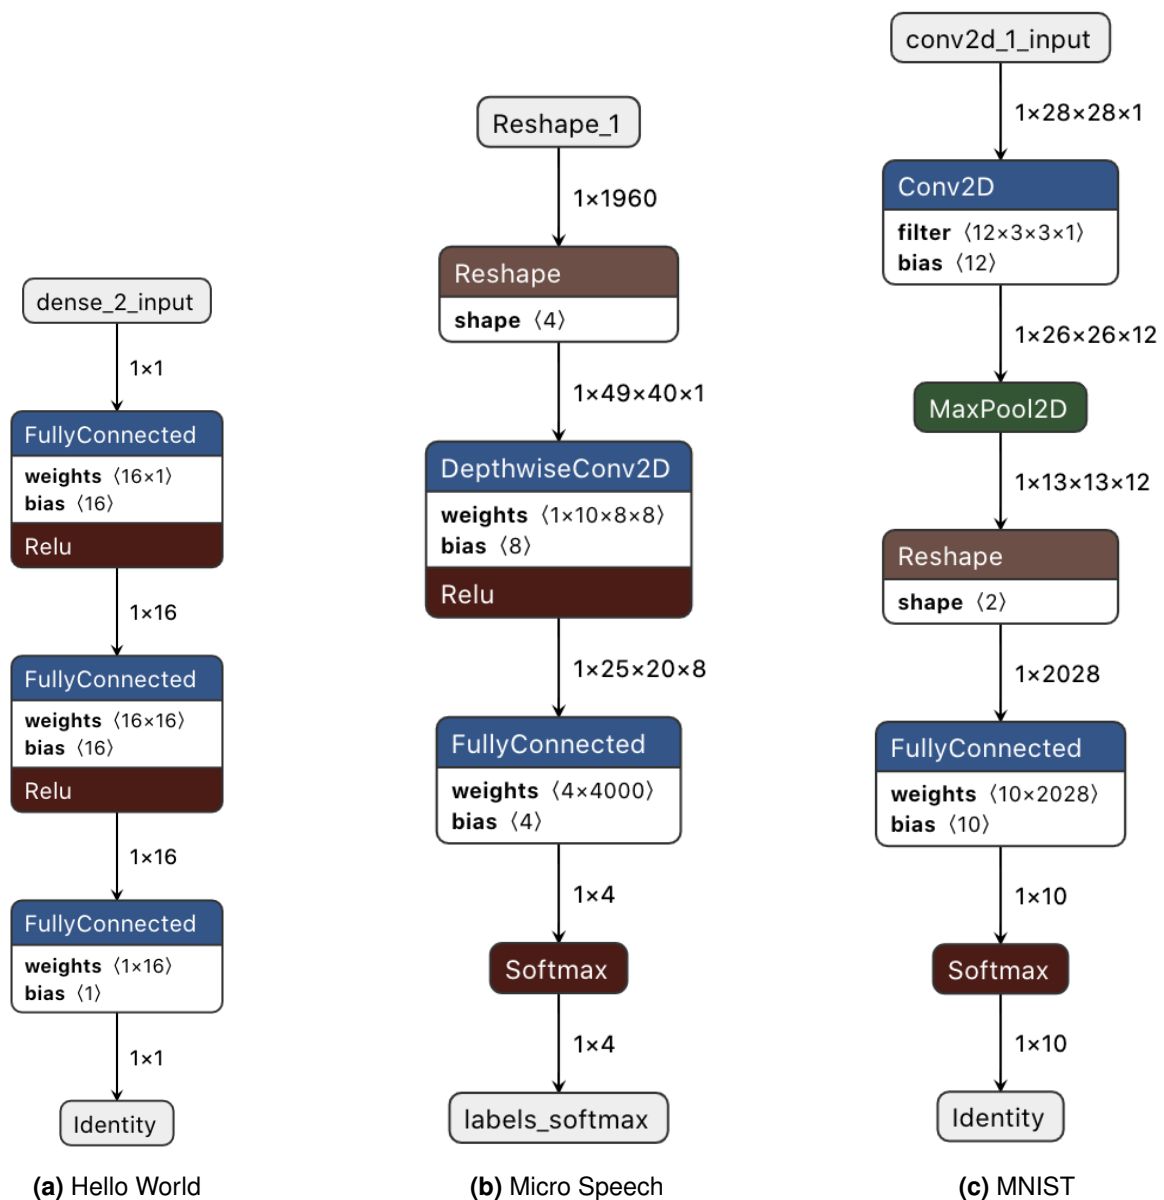 dense_2_input
1×1
FullyConnected
weights ⟨16×1⟩
bias ⟨16⟩
Relu
1×16
FullyConnected
weights ⟨16×16⟩
bias ⟨16⟩
Relu
1×16
FullyConnected
weights ⟨1×16⟩
bias ⟨1⟩
1×1
Identity
(a) Hello World
Reshape_1
1×1960
Reshape
shape ⟨4⟩
1×49×40×1
DepthwiseConv2D
weights ⟨1×10×8×8⟩
bias ⟨8⟩
Relu
1×25×20×8
FullyConnected
weights ⟨4×4000⟩
bias ⟨4⟩
1×4
Softmax
1×4
labels_softmax
(b) Micro Speech
conv2d_1_input
1×28×28×1
Conv2D
filter ⟨12×3×3×1⟩
bias ⟨12⟩
1×26×26×12
MaxPool2D
1×13×13×12
Reshape
shape ⟨2⟩
1×2028
FullyConnected
weights ⟨10×2028⟩
bias ⟨10⟩
1×10
Softmax
1×10
Identity
(c) MNIST